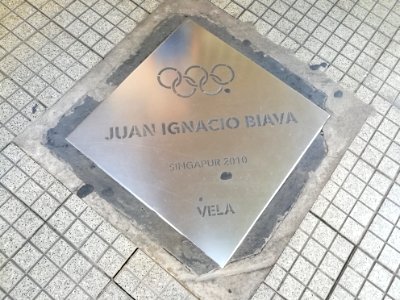 JUAN IGNACIO BIAVA
SINGAPUR 2010
VELA